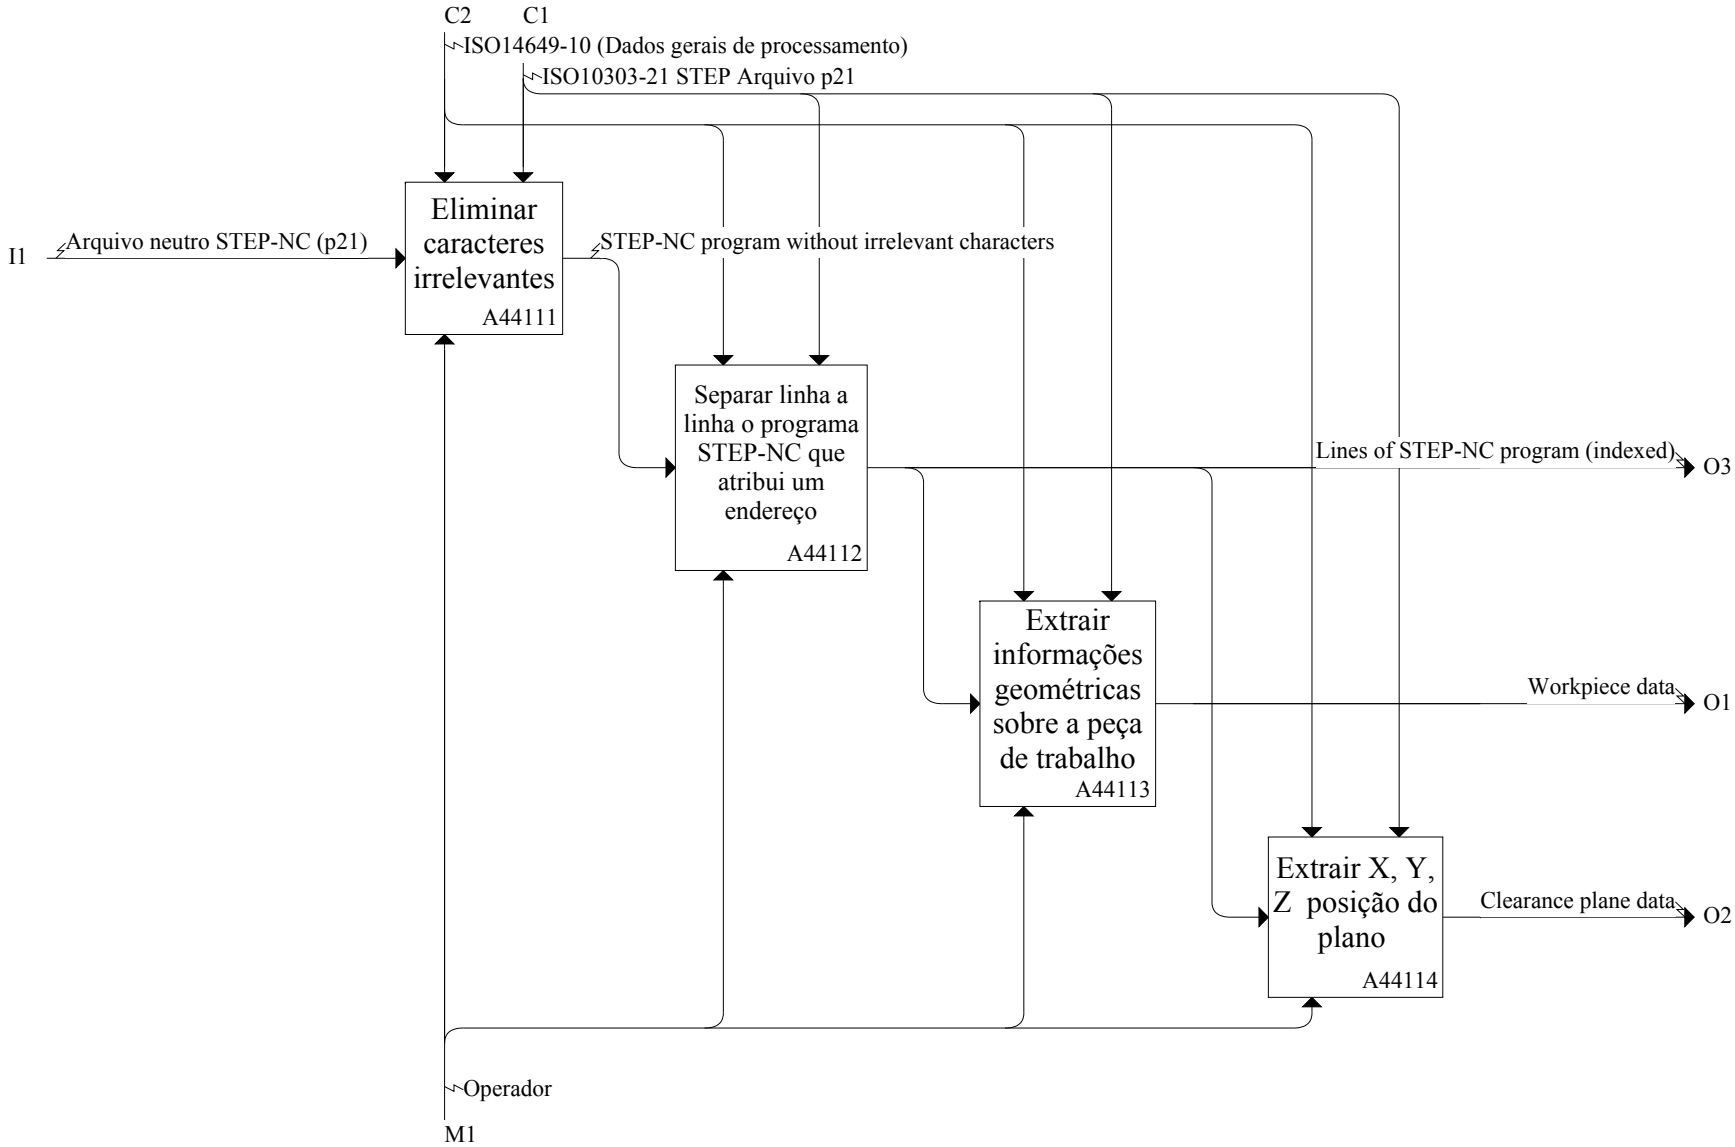 C2
C1
ISO14649-10 (Dados gerais de processamento)
ISO10303-21 STEP Arquivo p21
I1
Arquivo neutro STEP-NC (p21)
Eliminar
caracteres
irrelevantes
A44111
STEP-NC program without irrelevant characters
Separar linha a
linha o programa
STEP-NC que
atribui um
endereço
A44112
Lines of STEP-NC program (indexed)
O3
Extrair
informações
geométricas
sobre a peça
de trabalho
A44113
Workpiece data
O1
Extrair X, Y,
Z posição do
plano
A44114
Clearance plane data
O2
Operador
M1